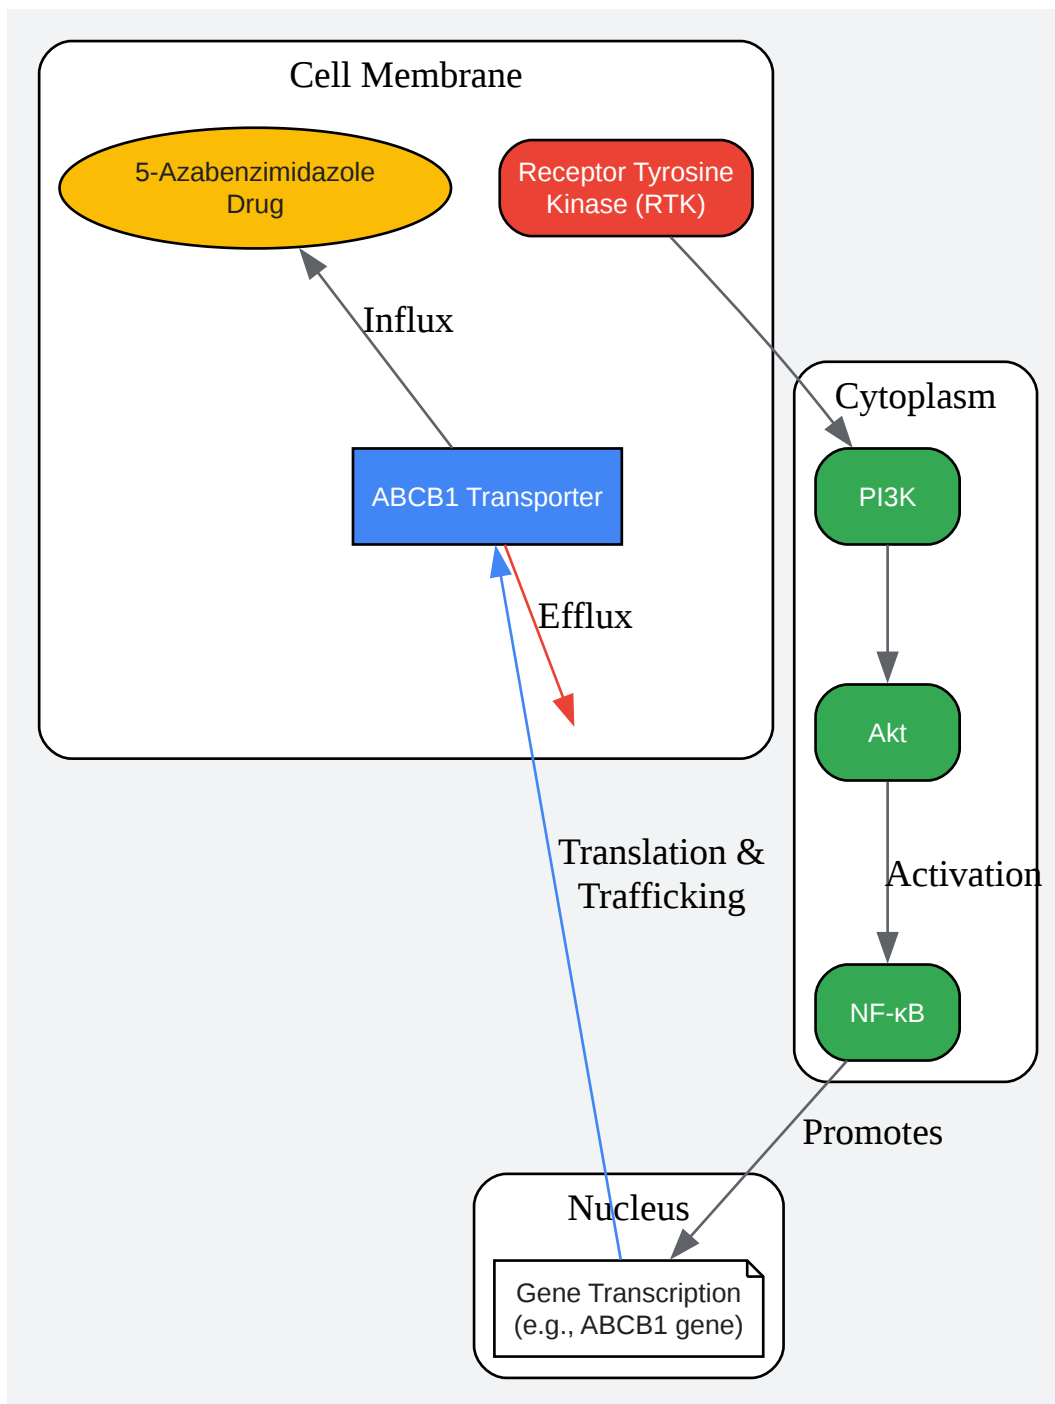 Cell Membrane
5-Azabenzimidazole
Drug
Receptor Tyrosine
Kinase (RTK)
Influx
Cytoplasm
ABCB1 Transporter
PI3K
Efflux
Akt
Translation &
Trafficking
Activation
NF-κB
Promotes
Nucleus
Gene Transcription
(e.g., ABCB1 gene)